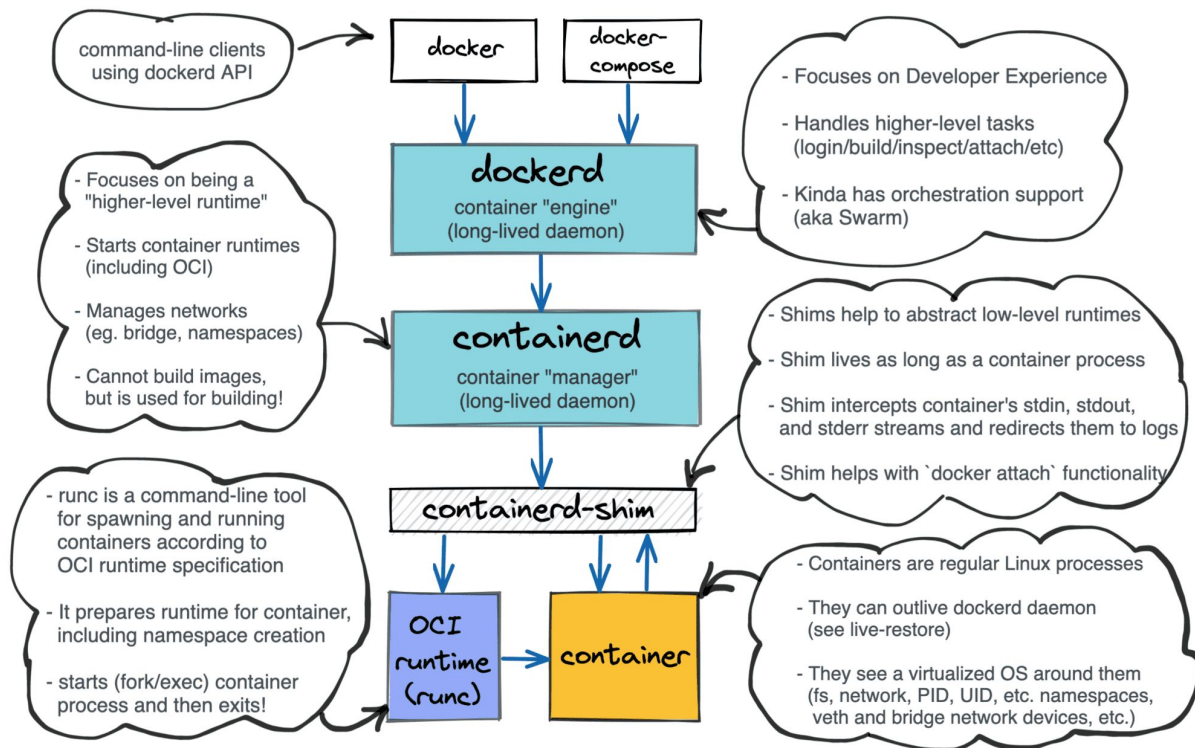 command-line clients
using dockerd API
docker
docker-
compose
- Focuses on Developer Experience
- Handles higher-level tasks
(login/build/inspect/attach/etc)
- Kinda has orchestration support
(aka Swarm)
dockerd
container "engine"
(long-lived daemon)
- Focuses on being a
"higher-level runtime"
- Starts container runtimes
(including OCI)
- Manages networks
(eg. bridge, namespaces)
- Cannot build images,
but is used for building!
containerd
container "manager"
(long-lived daemon)
- Shims help to abstract low-level runtimes
- Shim lives as long as a container process
- Shim intercepts container's stdin, stdout,
and stderr streams and redirects them to logs
- Shim helps with `docker attach` functionality
containerd-shim
- runc is a command-line tool
for spawning and running
containers according to
OCI runtime specification
- It prepares runtime for container,
including namespace creation
- starts (fork/exec) container
process and then exits!
OCI
runtime
(runc)
container
- Containers are regular Linux processes
- They can outlive dockerd daemon
(see live-restore)
- They see a virtualized OS around them
(fs, network, PID, UID, etc. namespaces,
veth and bridge network devices, etc.)